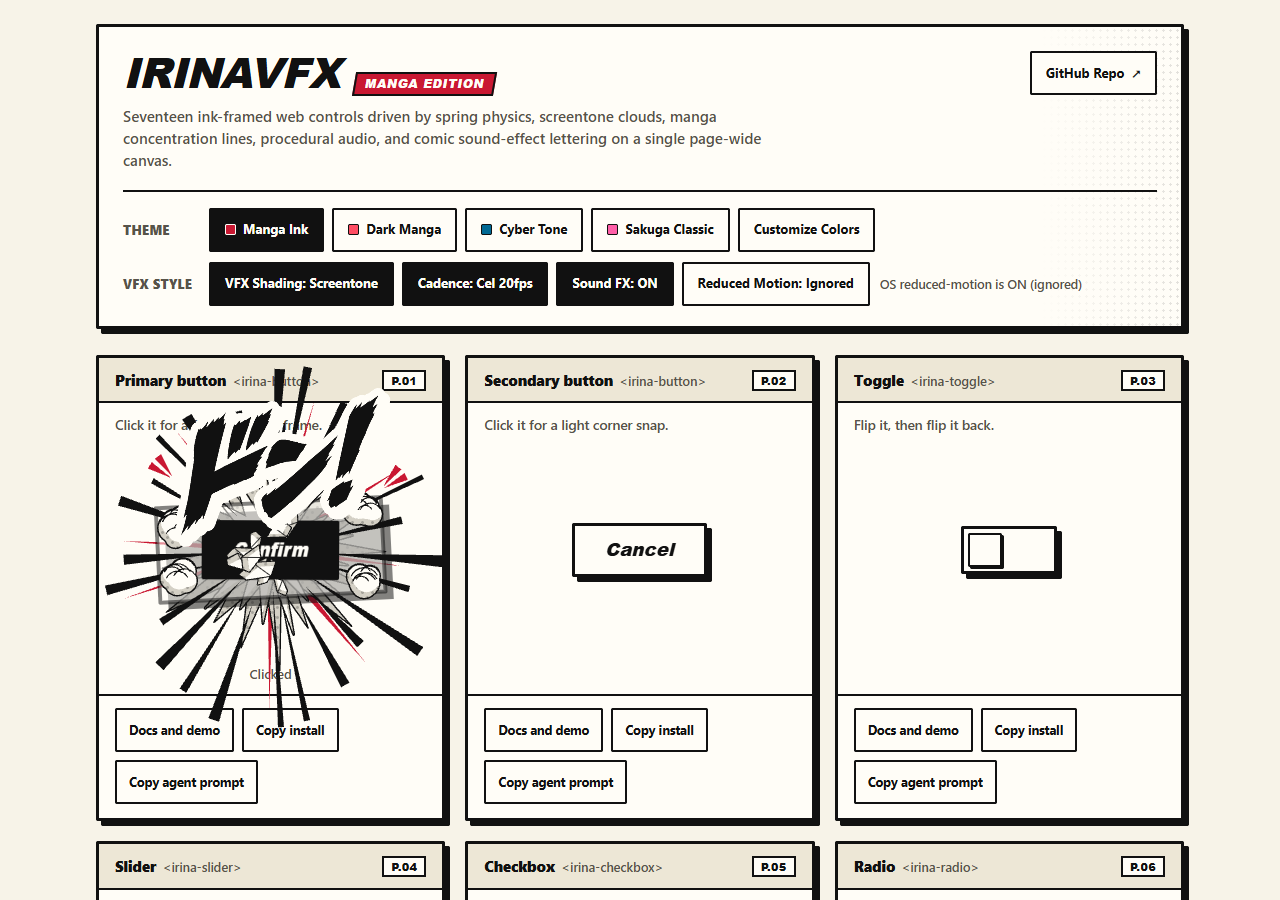 IRINAVFX MANGA EDITION
GitHub Repo ↗
Seventeen ink-framed web controls driven by spring physics, screentone clouds, manga
concentration lines, procedural audio, and comic sound-effect lettering on a single page-wide
canvas.
THEME Manga Ink Dark Manga Cyber Tone Sakuga Classic Customize Colors
VFX STYLE VFX Shading: Screentone Cadence: Cel 20fps Sound FX: ON Reduced Motion: Ignored OS reduced-motion is ON (ignored)
Primary button <irina-button> P.01
Click it for a frame.
ドン!
Clicked
Docs and demo Copy install
Copy agent prompt
Secondary button <irina-button> P.02
Click it for a light corner snap.
Cancel
Docs and demo Copy install
Copy agent prompt
Toggle <irina-toggle> P.03
Flip it, then flip it back.
Docs and demo Copy install
Copy agent prompt
Slider <irina-slider> P.04
Checkbox <irina-checkbox> P.05
Radio <irina-radio> P.06